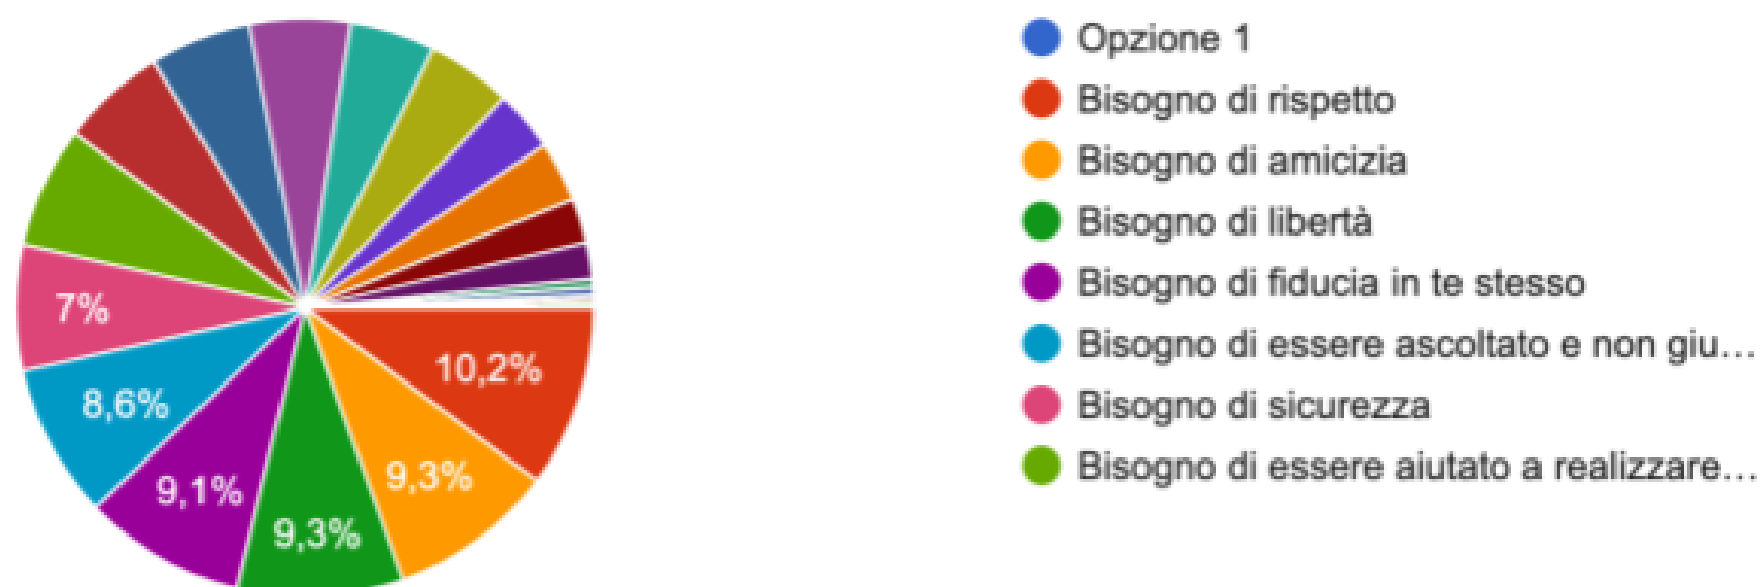 Opzione 1
Bisogno di rispetto
Bisogno di amicizia
Bisogno di libertà
Bisogno di fiducia in te stesso
Bisogno di essere ascoltato e non giu...
Bisogno di sicurezza
Bisogno di essere aiutato a realizzare...
10,2%
9,3%
9,3%
9,1%
8,6%
7%